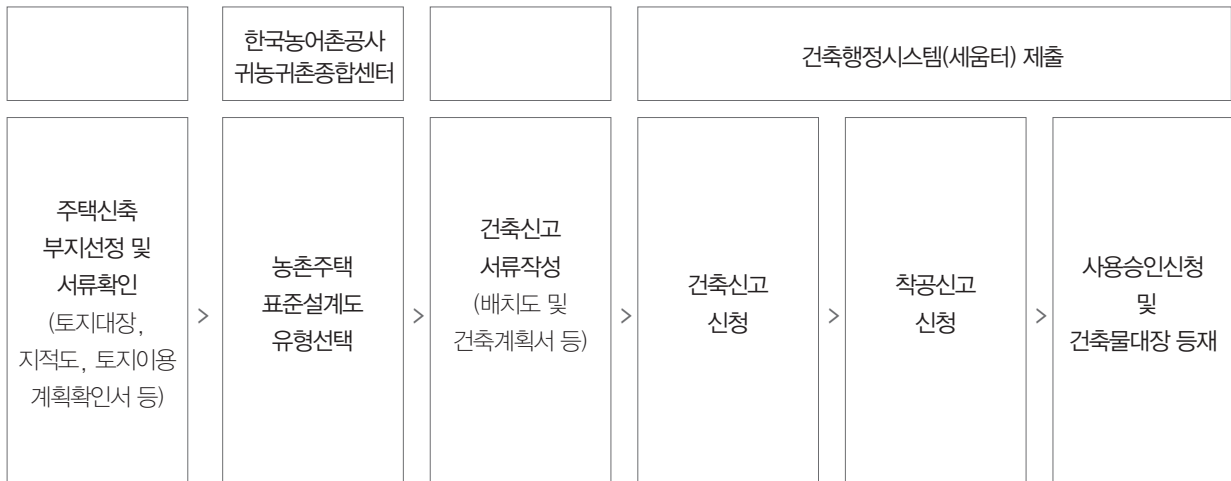 한국농어촌공사
귀농귀촌종합센터
건축행정시스템(세움터) 제출
주택신축
부지선정 및
서류확인
(토지대장,
지적도, 토지이용
계획확인서 등)
>
농촌주택
표준설계도
유형선택
>
건축신고
서류작성
(배치도 및
건축계획서 등)
>
건축신고
신청
>
착공신고
신청
>
사용승인신청
및
건축물대장 등재